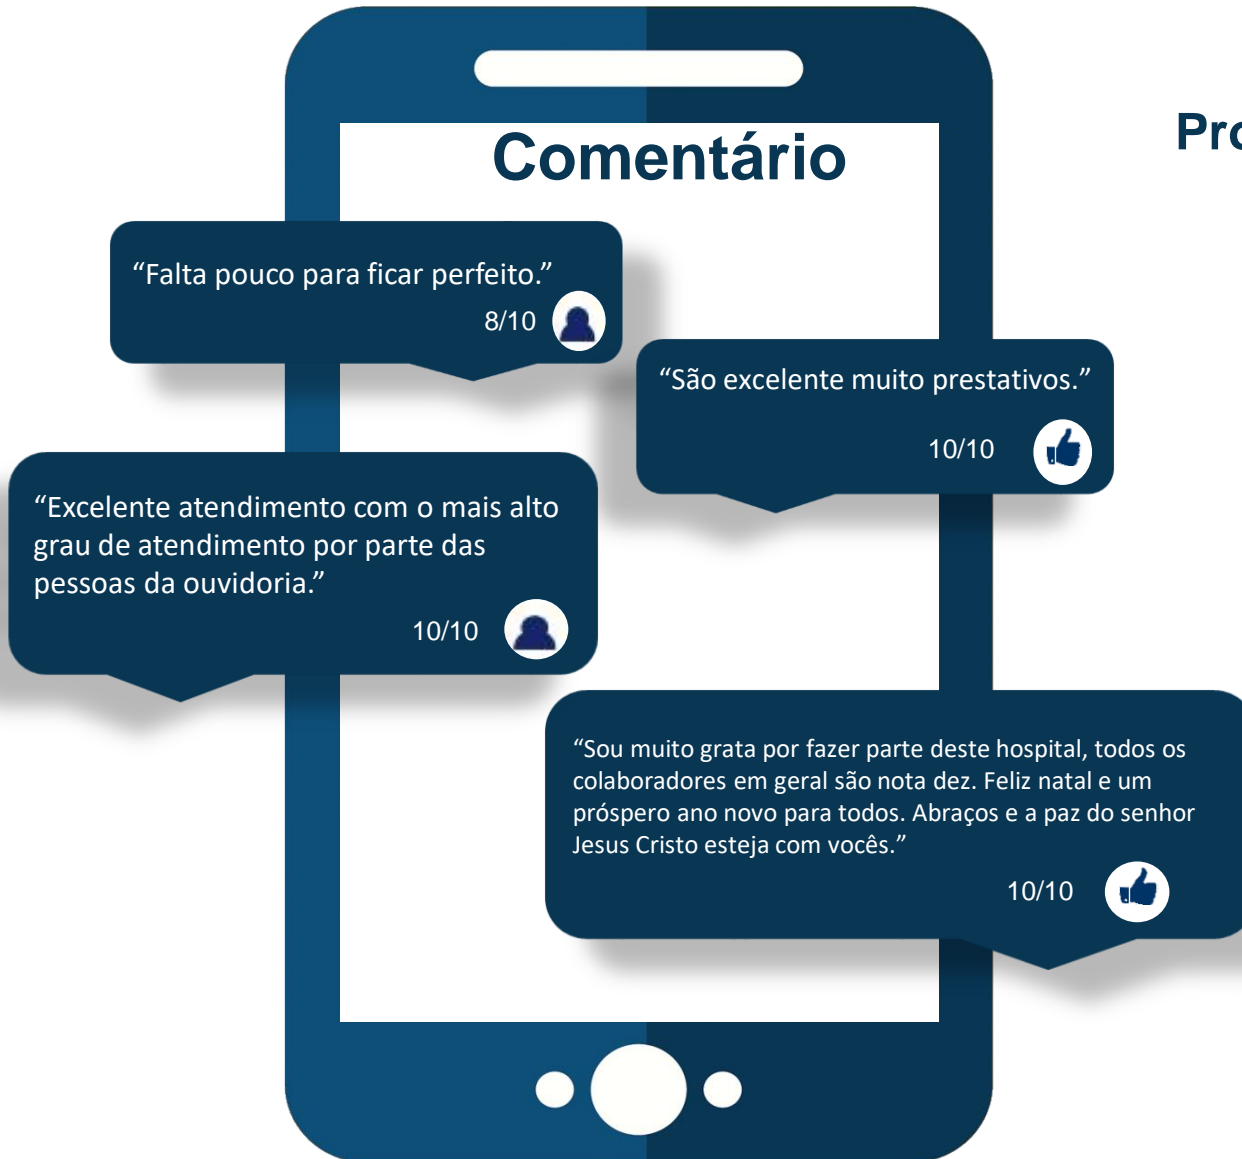 Comentário
Pro
“Falta pouco para ficar perfeito.”
8/10
“São excelente muito prestativos.”
10/10
“Excelente atendimento com o mais alto
grau de atendimento por parte das
pessoas da ouvidoria.”
10/10
“Sou muito grata por fazer parte deste hospital, todos os
colaboradores em geral são nota dez. Feliz natal e um
próspero ano novo para todos. Abraços e a paz do senhor
Jesus Cristo esteja com vocês.”
10/10